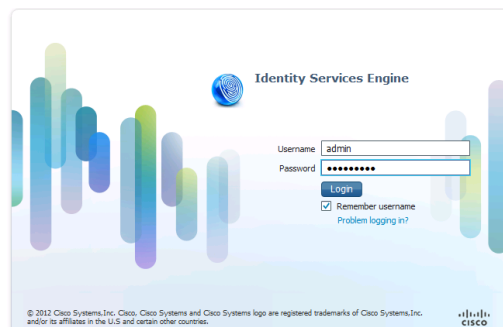 Identity Services Engine
Username admin
Password •••••••••
Login
Remember username
Problem logging in?
© 2012 Cisco Systems,Inc. Cisco, Cisco Systems and Cisco Systems logo are registered trademarks of Cisco Systems,Inc.
and/or its affiliates in the U.S and certain other countries.
CISCO